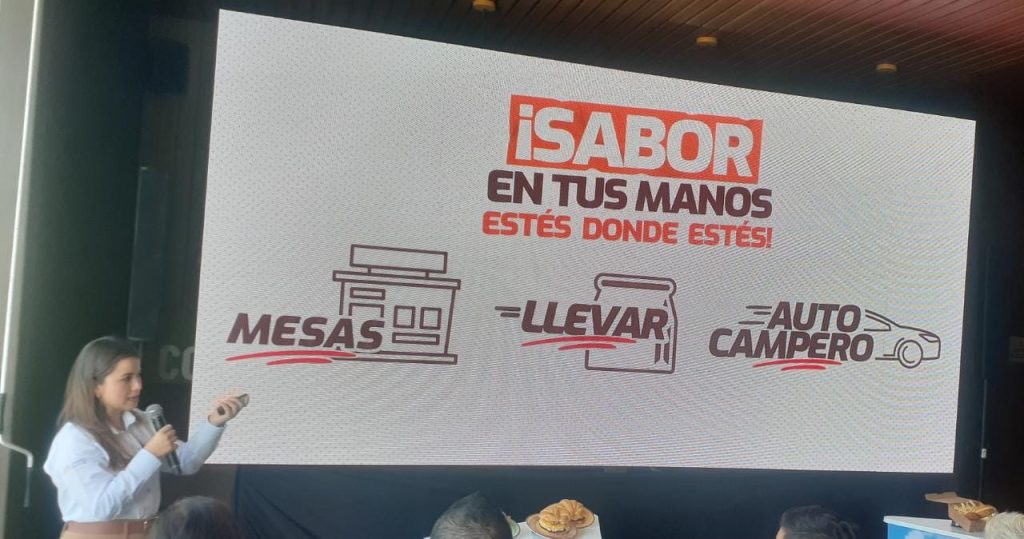 ¡SABOR
EN TUS MANOS
ESTÉS DONDE ESTÉS!
MESAS
LLEVAR
AUTO
CAMPERO